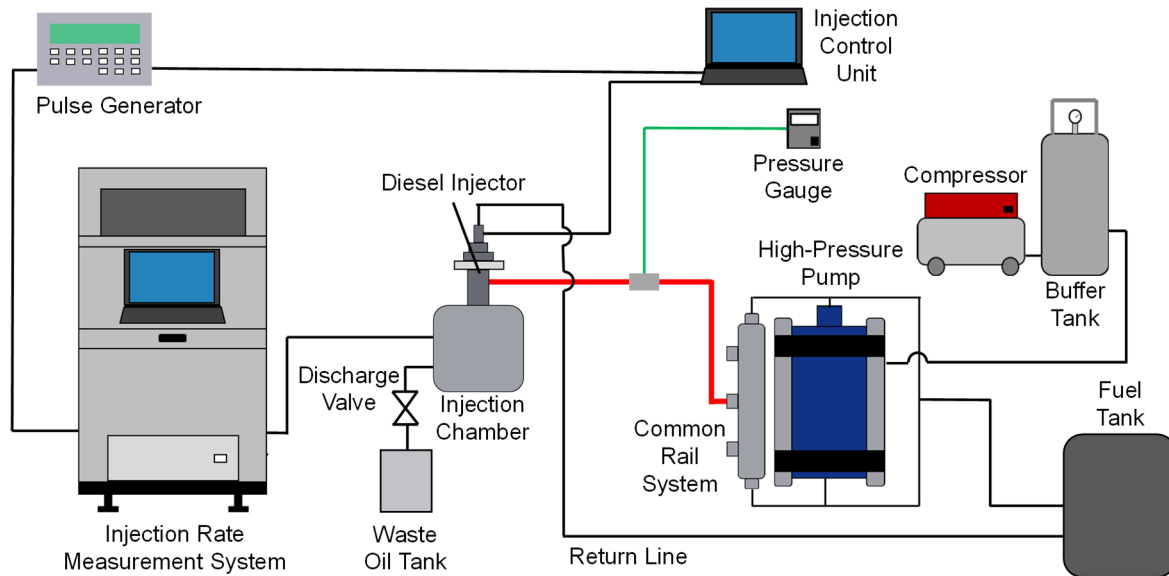 Injection
Control
Unit
Pulse Generator
Pressure
Gauge
Compressor
Diesel Injector
High-Pressure
Pump
Buffer
Tank
Discharge
Valve
Injection
Chamber
Common
Rail
System
Fuel
Tank
Injection Rate
Measurement System
Waste
Oil Tank
Return Line